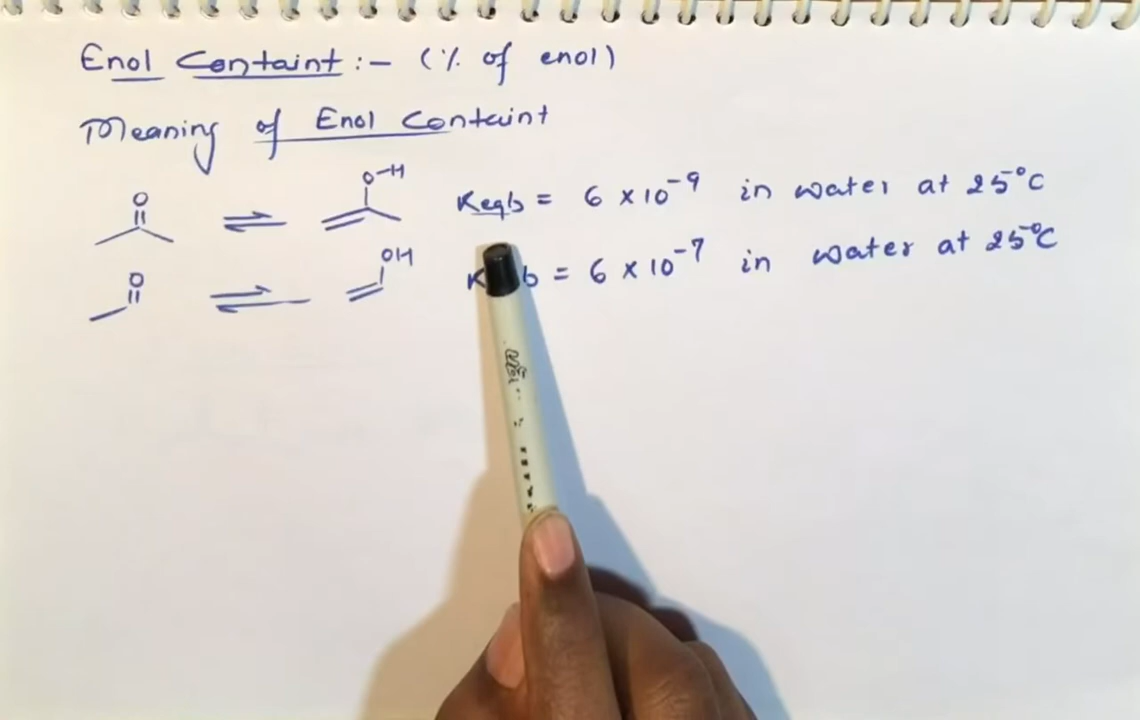 Enol Containt :- (% of enol)
Meaning of Enol Containt
O O-H Keqb = 6 × 10⁻⁹ in water at 25°C
O OH = 6 × 10⁻⁷ in water at 25°C